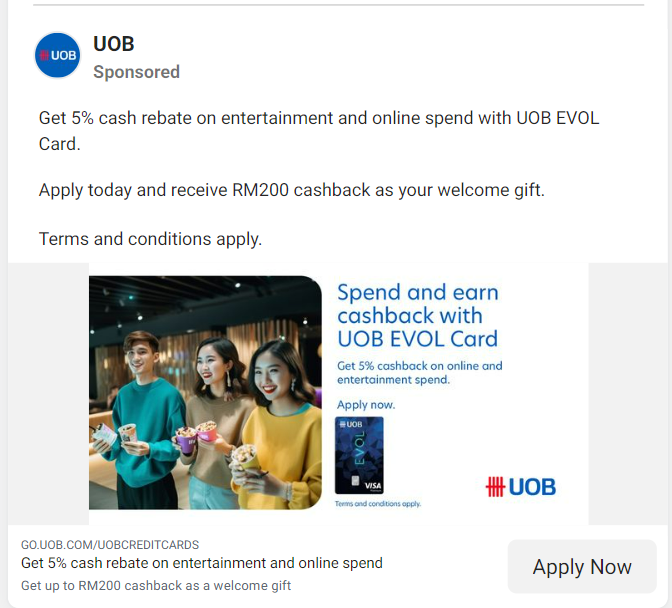 UOB
UOB
Sponsored
Get 5% cash rebate on entertainment and online spend with UOB EVOL
Card.
Apply today and receive RM200 cashback as your welcome gift.
Terms and conditions apply.
Spend and earn
cashback with
UOB EVOL Card
Get 5% cashback on online and
entertainment spend.
Apply now.
UOB
EVOL
VISA
Terms and conditions apply.
UOB
GO.UOB.COM/UOBCREDITCARDS
Get 5% cash rebate on entertainment and online spend
Get up to RM200 cashback as a welcome gift
Apply Now